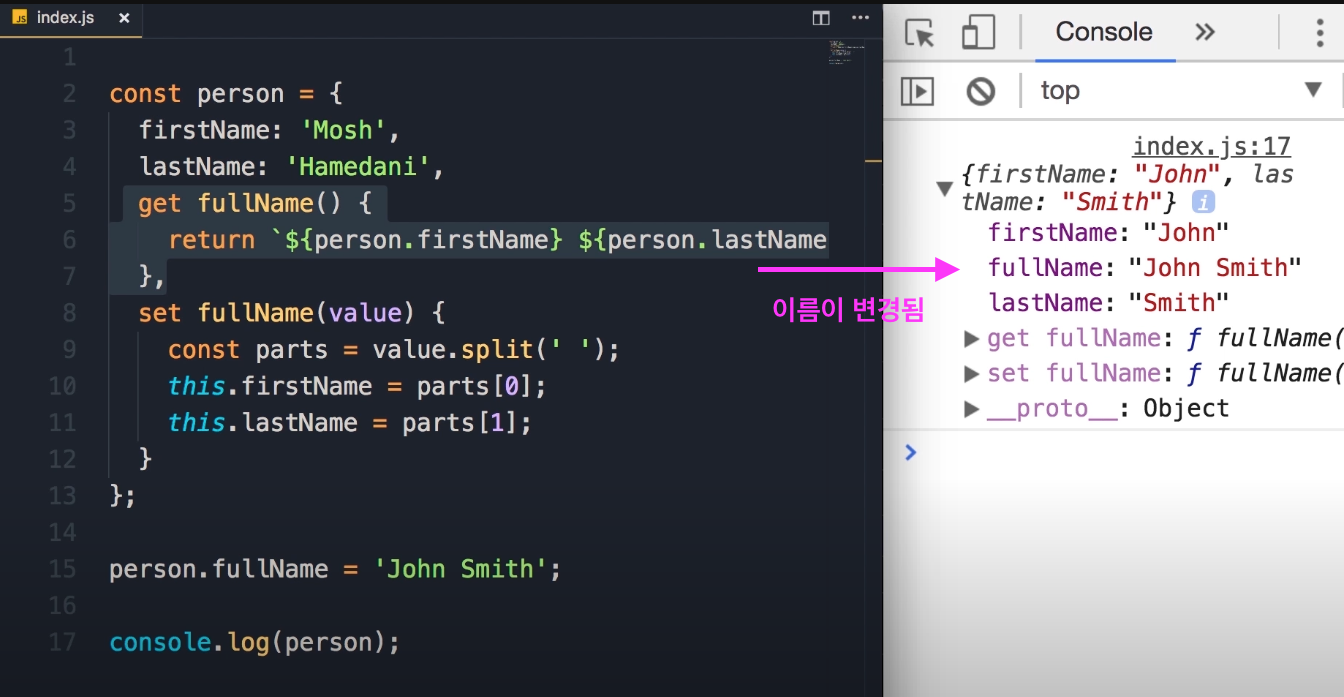 JS index.js ×
1
2 const person = {
3 firstName: 'Mosh',
4 lastName: 'Hamedani',
5 get fullName() {
6 return `${person.firstName} ${person.lastName
7 },
8 set fullName(value) {
9 const parts = value.split(' ');
10 this.firstName = parts[0];
11 this.lastName = parts[1];
12 }
13 };
14
15 person.fullName = 'John Smith';
16
17 console.log(person);
이름이 변경됨
Console
top
index.js:17
{firstName: "John", las
tName: "Smith"} i
firstName: "John"
fullName: "John Smith"
lastName: "Smith"
get fullName: ƒ fullName(
set fullName: ƒ fullName(
__proto__: Object